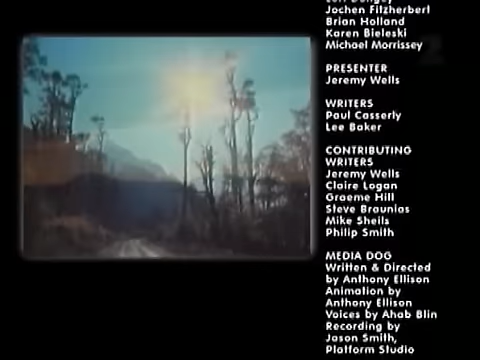 Jochen Fitzherbert
Brian Holland
Karen Bieleski
Michael Morrissey
PRESENTER
Jeremy Wells
WRITERS
Paul Casserly
Lee Baker
CONTRIBUTING
WRITERS
Jeremy Wells
Claire Logan
Graeme Hill
Steve Braunias
Mike Sheils
Philip Smith
MEDIA DOG
Written & Directed
by Anthony Ellison
Animation by
Anthony Ellison
Voices by Ahab Blin
Recording by
Jason Smith,
Platform Studio